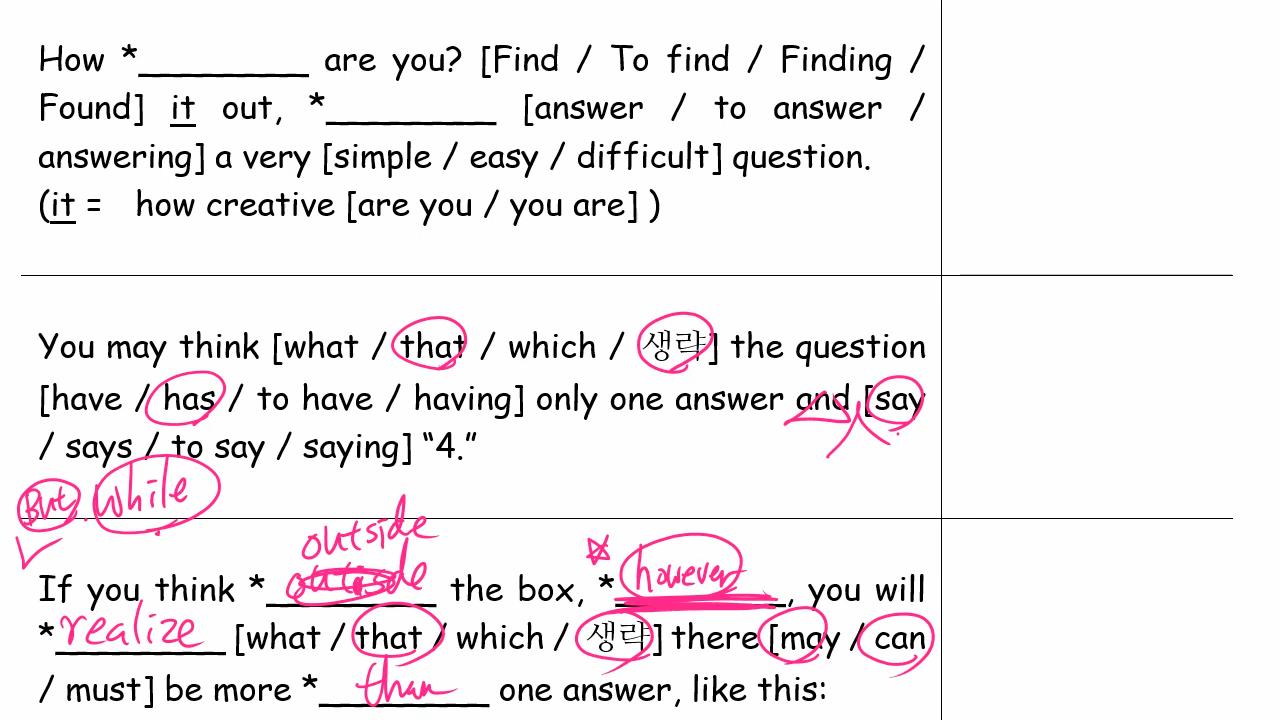 How *__________ are you? [Find / To find / Finding /
Found] it out, *__________ [answer / to answer /
answering] a very [simple / easy / difficult] question.
(it = how creative [are you / you are] )
You may think [what / that / which / 생략] the question
[have / has / to have / having] only one answer and [say
/ says / to say / saying] “4.”
But, while
outside
If you think * outside the box, * however, you will
* realize [what / that / which / 생략] there [may / can
/ must] be more * than one answer, like this: